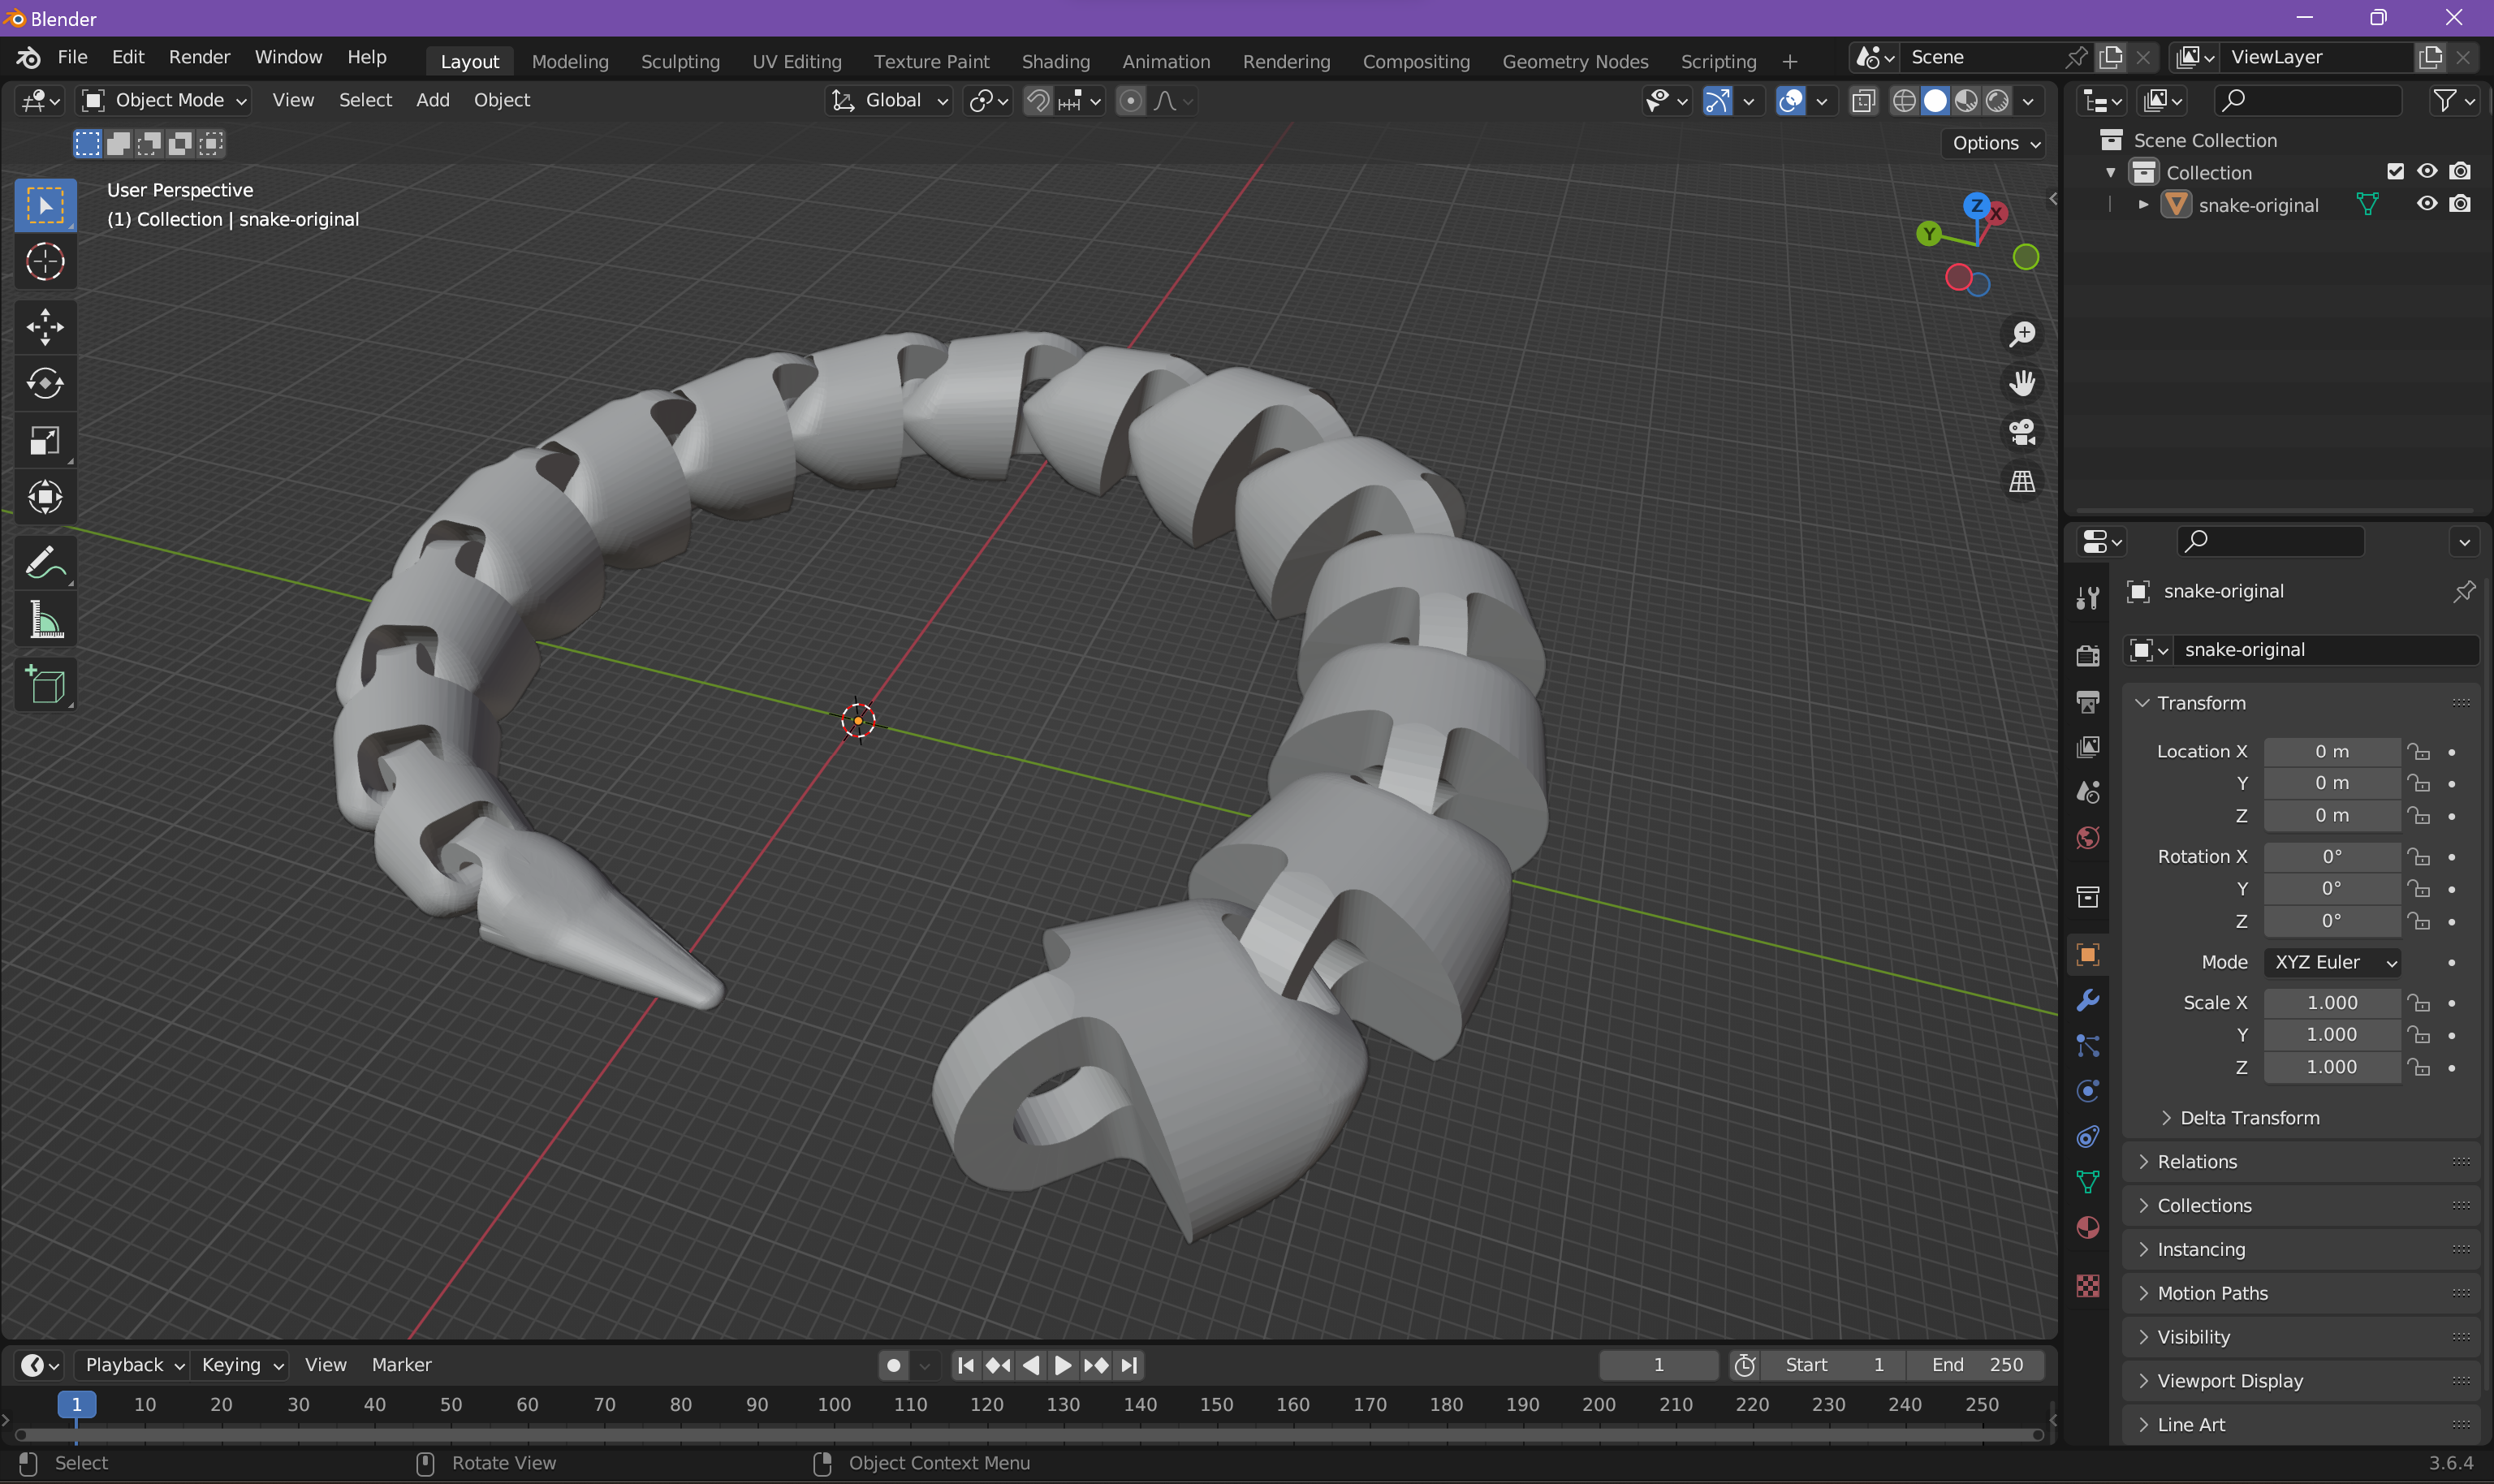 Blender
File Edit Render Window Help Layout Modeling Sculpting UV Editing Texture Paint Shading Animation Rendering Compositing Geometry Nodes Scripting + Scene ViewLayer
Object Mode View Select Add Object Global
Options
User Perspective
(1) Collection | snake-original
Z X Y
Scene Collection
Collection
snake-original
snake-original
snake-original
Transform
Location X 0 m
Y 0 m
Z 0 m
Rotation X 0°
Y 0°
Z 0°
Mode XYZ Euler
Scale X 1.000
Y 1.000
Z 1.000
Delta Transform
Relations
Collections
Instancing
Motion Paths
Visibility
Viewport Display
Line Art
Playback Keying View Marker 1 Start 1 End 250
1 10 20 30 40 50 60 70 80 90 100 110 120 130 140 150 160 170 180 190 200 210 220 230 240 250
Select Rotate View Object Context Menu 3.6.4